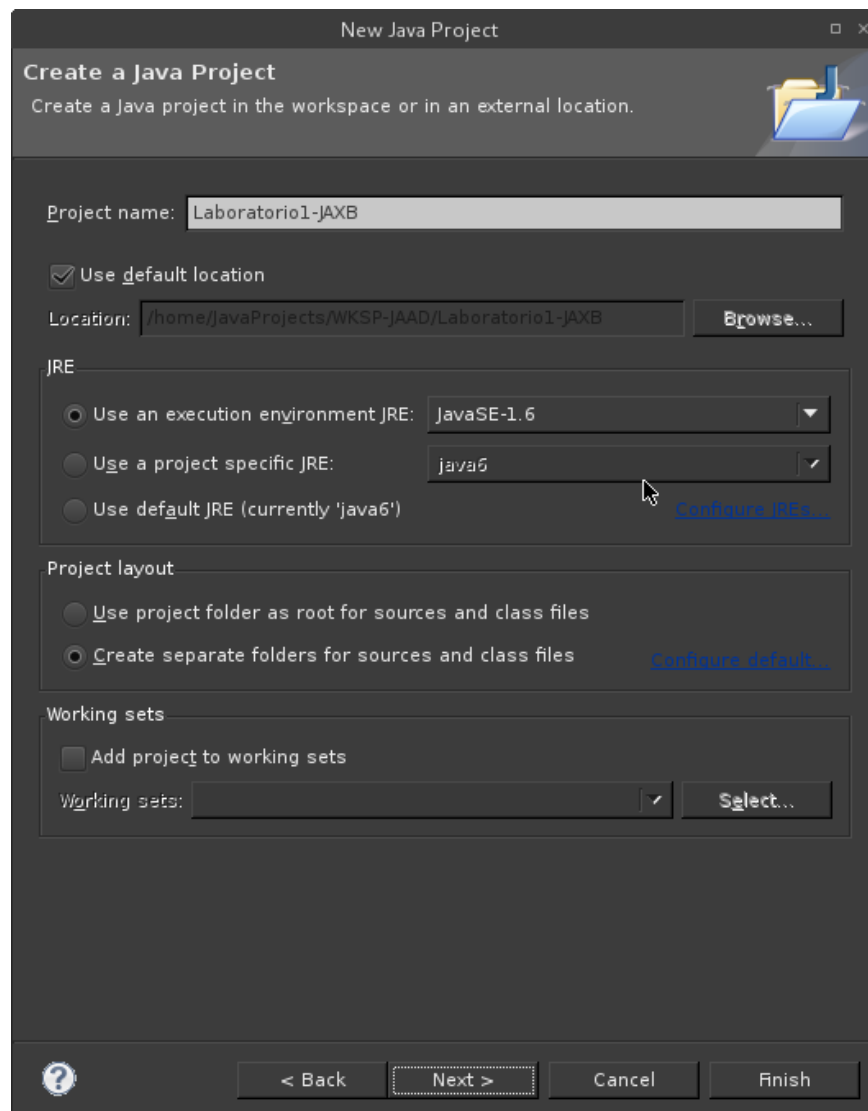 New Java Project
Create a Java Project
Create a Java project in the workspace or in an external location.
Project name: Laboratorio1-JAXB
Use default location
Location: /home/JavaProjects/WKSP-JAAD/Laboratorio1-JAXB Browse...
JRE
Use an execution environment JRE: JavaSE-1.6
Use a project specific JRE: java6
Use default JRE (currently 'java6') Configure JREs...
Project layout
Use project folder as root for sources and class files
Create separate folders for sources and class files Configure default...
Working sets
Add project to working sets
Working sets: Select...
? < Back Next > Cancel Finish